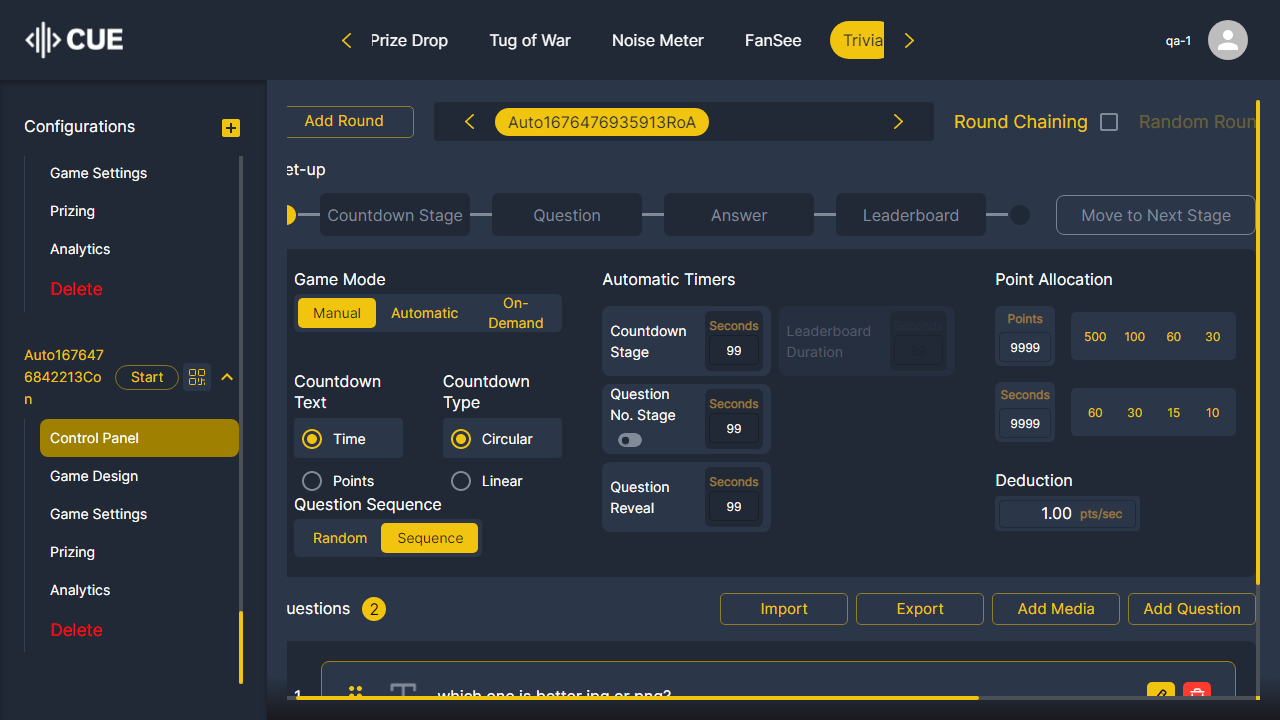 CUE
Prize Drop
Tug of War
Noise Meter
FanSee
Trivia
qa-1
Configurations
Game Settings
Prizing
Analytics
Delete
Auto167647
6842213Co
n
Start
Control Panel
Game Design
Game Settings
Prizing
Analytics
Delete
Add Round
Auto1676476935913RoA
Round Chaining
Random Roun
et-up
Countdown Stage
Question
Answer
Leaderboard
Move to Next Stage
Game Mode
Manual
Automatic
On-
Demand
Countdown
Text
Time
Points
Countdown
Type
Circular
Linear
Question Sequence
Random
Sequence
Automatic Timers
Countdown
Stage
Seconds
99
Leaderboard
Duration
Question
No. Stage
Seconds
99
Question
Reveal
Seconds
99
Point Allocation
Points
9999
500
100
60
30
Seconds
9999
60
30
15
10
Deduction
1.00 pts/sec
uestions
2
Import
Export
Add Media
Add Question
1
which one is better jpg or png?